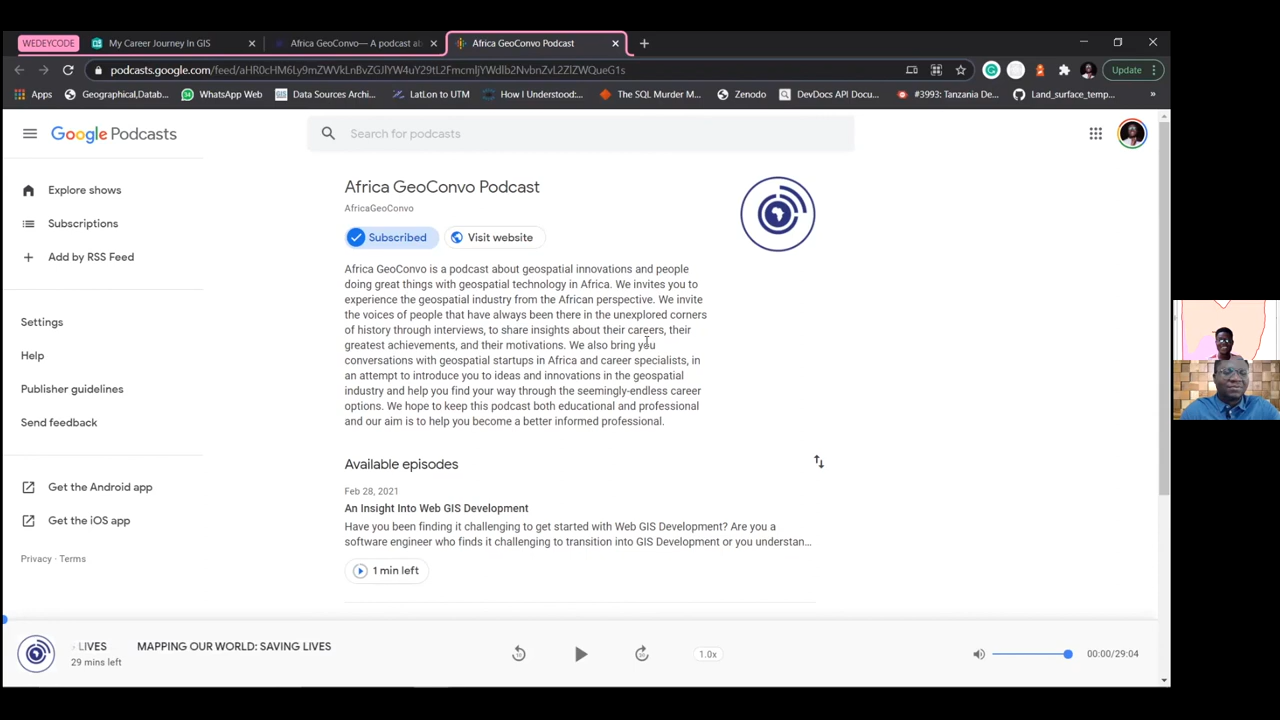 WEDEYCODE
My Career Journey In GIS
Africa GeoConvo— A podcast ab
Africa GeoConvo Podcast
podcasts.google.com/feed/aHR0cHM6Ly9mZWVkLnBvZGJlYW4uY29tL2FmcmljYWdlb2NvbnZvL2ZlZWQueG1s
Update
Apps
Geographical,Datab...
WhatsApp Web
Data Sources Archi...
LatLon to UTM
How I Understood:...
The SQL Murder M...
Zenodo
DevDocs API Docu...
#3993: Tanzania De...
Land_surface_temp...
»
Google Podcasts
Search for podcasts
Explore shows
Subscriptions
Add by RSS Feed
Settings
Help
Publisher guidelines
Send feedback
Get the Android app
Get the iOS app
Privacy · Terms
Africa GeoConvo Podcast
AfricaGeoConvo
Subscribed
Visit website
Africa GeoConvo is a podcast about geospatial innovations and people
doing great things with geospatial technology in Africa. We invites you to
experience the geospatial industry from the African perspective. We invite
the voices of people that have always been there in the unexplored corners
of history through interviews, to share insights about their careers, their
greatest achievements, and their motivations. We also bring you
conversations with geospatial startups in Africa and career specialists, in
an attempt to introduce you to ideas and innovations in the geospatial
industry and help you find your way through the seemingly-endless career
options. We hope to keep this podcast both educational and professional
and our aim is to help you become a better informed professional.
Available episodes
Feb 28, 2021
An Insight Into Web GIS Development
Have you been finding it challenging to get started with Web GIS Development? Are you a
software engineer who finds it challenging to transition into GIS Development or you understan...
1 min left
LIVES
MAPPING OUR WORLD: SAVING LIVES
29 mins left
1.0x
00:00/29:04